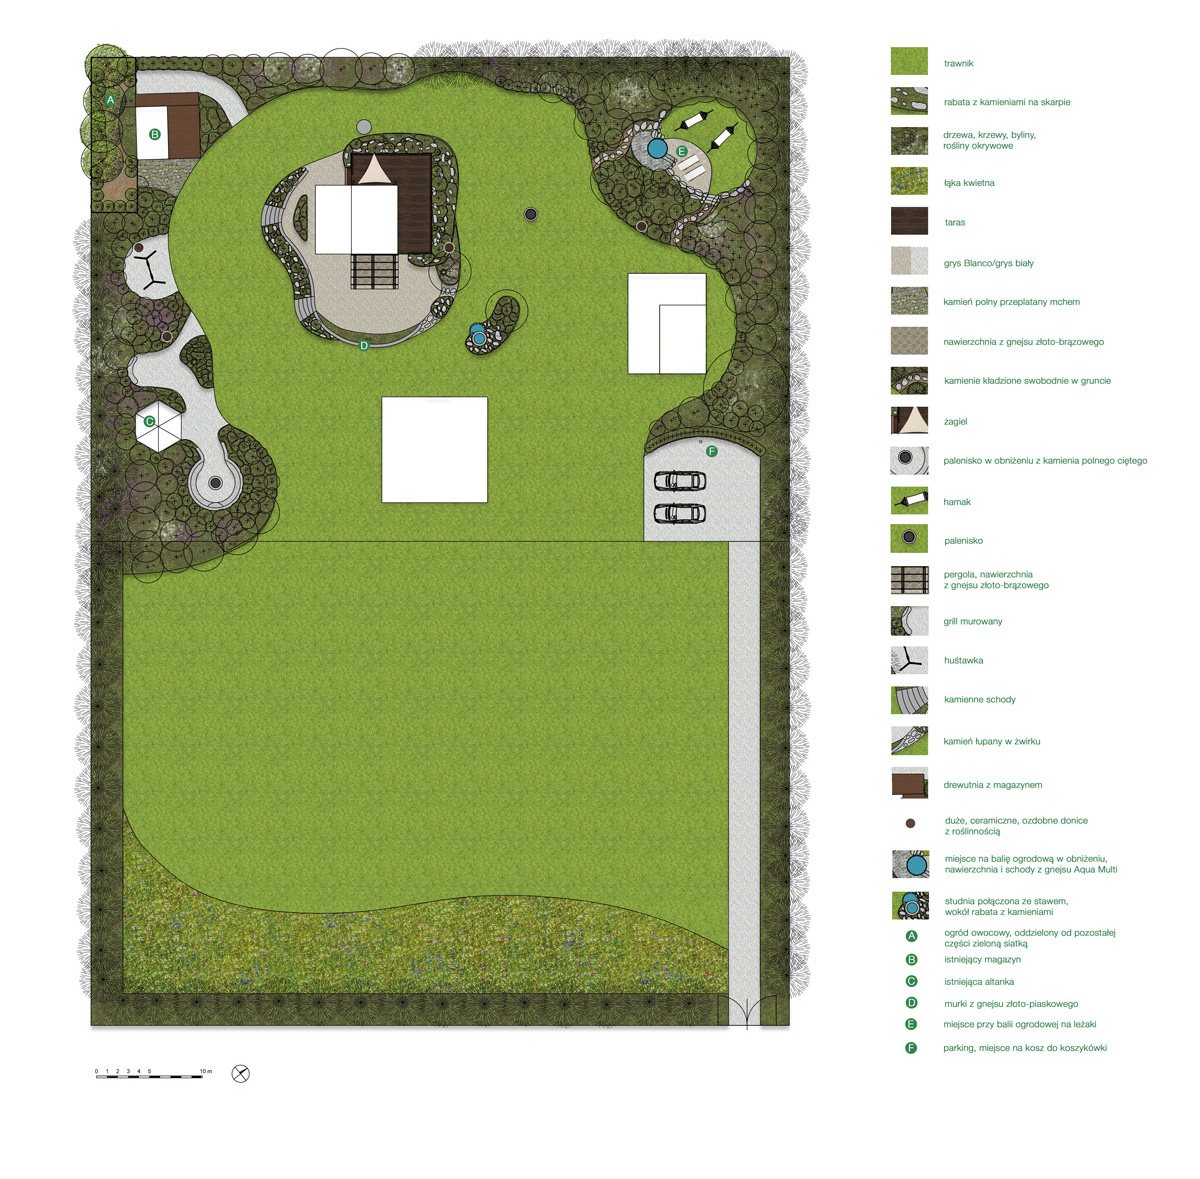 trawnik
rabata z kamieniami na skarpie
drzewa, krzewy, byliny,
rośliny okrywowe
łąka kwietna
taras
grys Blanco/grys biały
kamień polny przeplatany mchem
nawierzchnia z gnejsu złoto-brązowego
kamienie kładzione swobodnie w gruncie
żagiel
palenisko w obniżeniu z kamienia polnego ciętego
hamak
palenisko
pergola, nawierzchnia
z gnejsu złoto-brązowego
grill murowany
huśtawka
kamienne schody
kamień łupany w żwirku
drewutnia z magazynem
duże, ceramiczne, ozdobne donice
z roślinnością
miejsce na balię ogrodową w obniżeniu,
nawierzchnia i schody z gnejsu Aqua Multi
studnia połączona ze stawem,
wokół rabata z kamieniami
A ogród owocowy, oddzielony od pozostałej
części zieloną siatką
B istniejący magazyn
C istniejąca altanka
D murki z gnejsu złoto-piaskowego
E miejsce przy balii ogrodowej na leżaki
F parking, miejsce na kosz do koszykówki
A
B
E
D
C
F
0 1 2 3 4 5 10 m